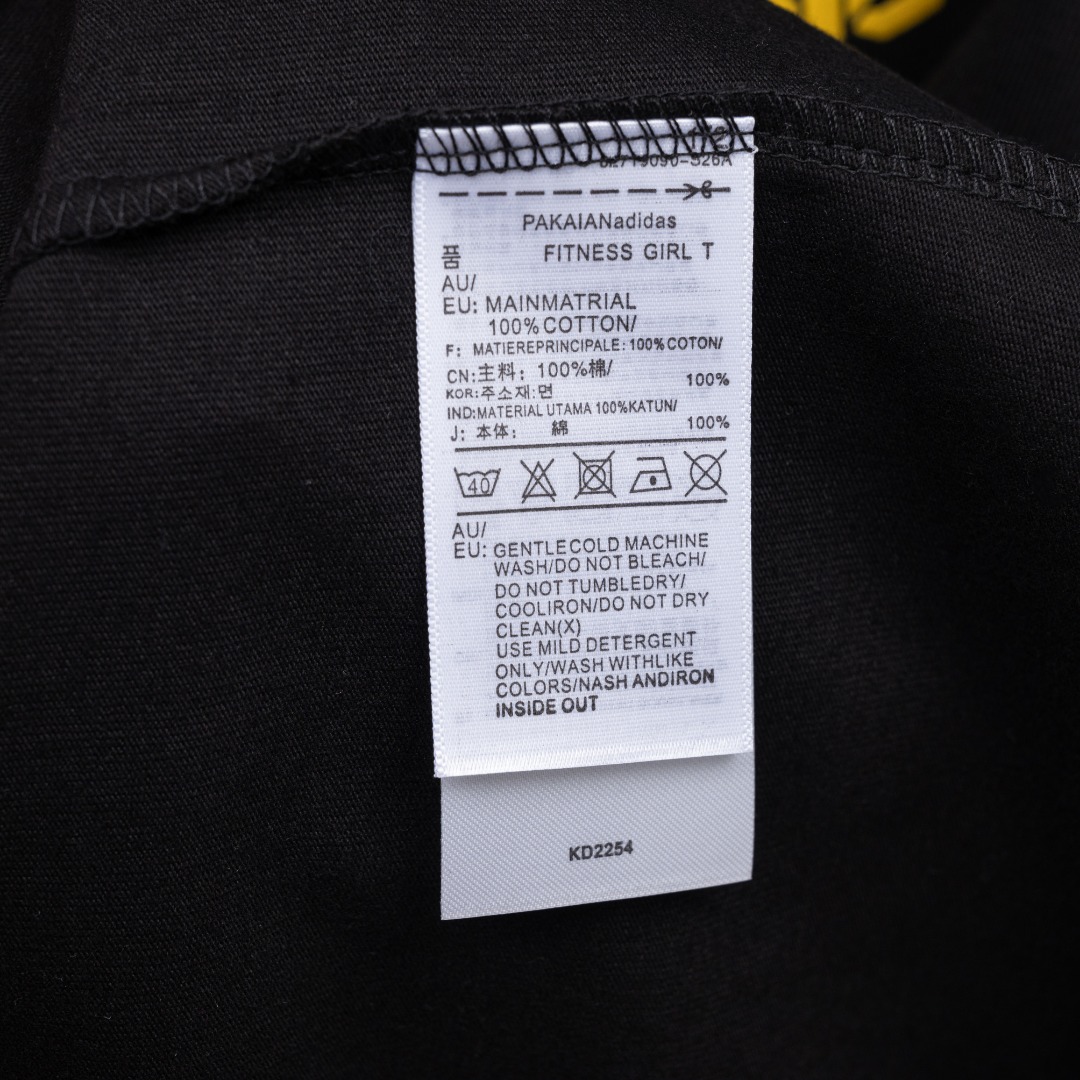 PAKAIANadidas
품 FITNESS GIRL T
AU/
EU: MAINMATRIAL
100% COTTON/
F: MATIEREPRINCIPALE: 100% COTON/
CN:主料: 100%棉/
KOR:주소재:면 100%
IND:MATERIAL UTAMA 100%KATUN/
J: 本体: 綿 100%
40
AU/
EU: GENTLECOLD MACHINE
WASH/DO NOT BLEACH/
DO NOT TUMBLEDRY/
COOLIRON/DO NOT DRY
CLEAN(X)
USE MILD DETERGENT
ONLY/WASH WITHLIKE
COLORS/NASH ANDIRON
INSIDE OUT
KD2254